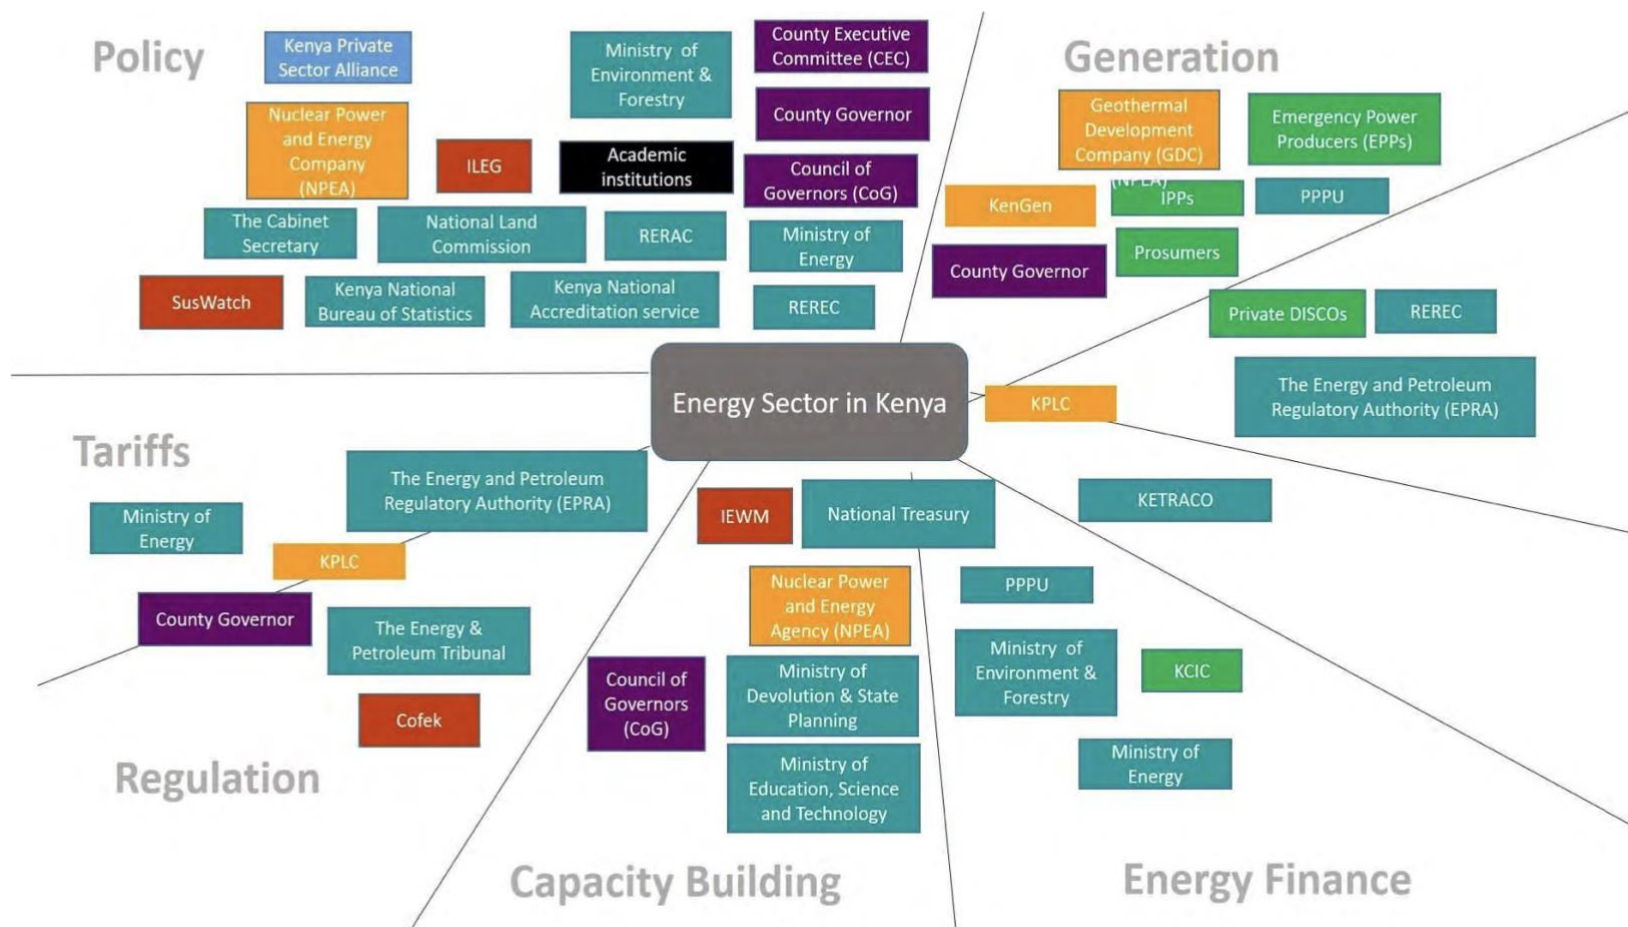 Policy
Kenya Private
Sector Alliance
Ministry of
Environment &
Forestry
County Executive
Committee (CEC)
Nuclear Power
and Energy
Company
(NPEA)
ILEG
Academic
institutions
County Governor
Council of
Governors (CoG)
The Cabinet
Secretary
National Land
Commission
RERAC
Ministry of
Energy
SusWatch
Kenya National
Bureau of Statistics
Kenya National
Accreditation service
REREC
Generation
Geothermal
Development
Company (GDC)
(NPEA)
Emergency Power
Producers (EPPs)
KenGen
IPPs
PPPU
County Governor
Prosumers
Private DISCOs
REREC
KPLC
The Energy and Petroleum
Regulatory Authority (EPRA)
Energy Sector in Kenya
KETRACO
Tariffs
Ministry of
Energy
The Energy and Petroleum
Regulatory Authority (EPRA)
KPLC
County Governor
The Energy &
Petroleum Tribunal
Cofek
Regulation
IEWM
National Treasury
Nuclear Power
and Energy
Agency (NPEA)
Council of
Governors
(CoG)
Ministry of
Devolution & State
Planning
Ministry of
Education, Science
and Technology
Capacity Building
PPPU
Ministry of
Environment &
Forestry
KCIC
Ministry of
Energy
Energy Finance